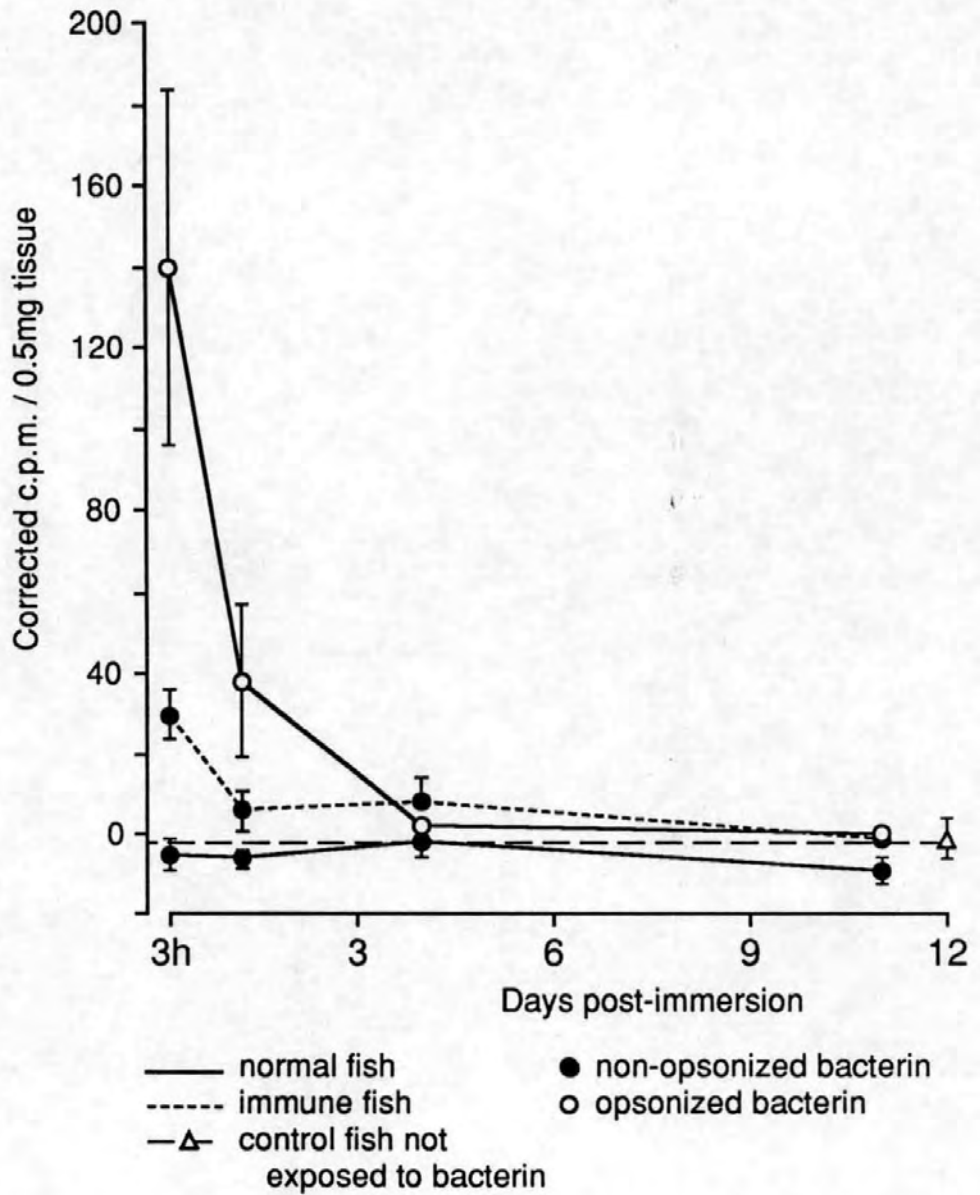 200
160
120
80
40
0
Corrected c.p.m. / 0.5mg tissue
3h 3 6 9 12
Days post-immersion
normal fish
immune fish
control fish not
exposed to bacterin
non-opsonized bacterin
opsonized bacterin